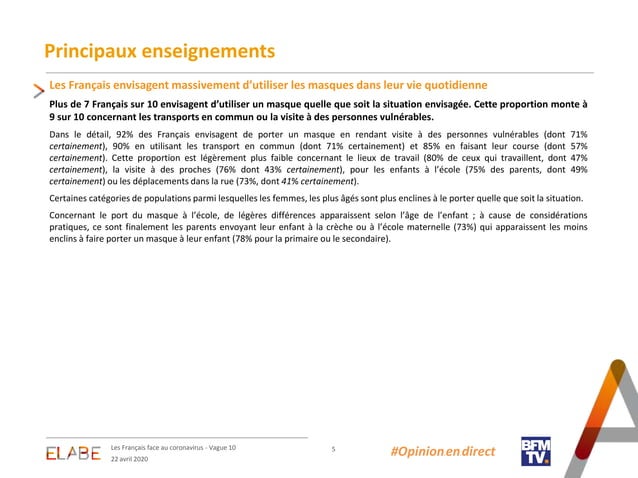 Principaux enseignements
Les Français envisagent massivement d’utiliser les masques dans leur vie quotidienne
Plus de 7 Français sur 10 envisagent d’utiliser un masque quelle que soit la situation envisagée. Cette proportion monte à
9 sur 10 concernant les transports en commun ou la visite à des personnes vulnérables.
Dans le détail, 92% des Français envisagent de porter un masque en rendant visite à des personnes vulnérables (dont 71%
certainement), 90% en utilisant les transport en commun (dont 71% certainement) et 85% en faisant leur course (dont 57%
certainement). Cette proportion est légèrement plus faible concernant le lieux de travail (80% de ceux qui travaillent, dont 47%
certainement), la visite à des proches (76% dont 43% certainement), pour les enfants à l’école (75% des parents, dont 49%
certainement) ou les déplacements dans la rue (73%, dont 41% certainement).
Certaines catégories de populations parmi lesquelles les femmes, les plus âgés sont plus enclines à le porter quelle que soit la situation.
Concernant le port du masque à l’école, de légères différences apparaissent selon l’âge de l’enfant ; à cause de considérations
pratiques, ce sont finalement les parents envoyant leur enfant à la crèche ou à l’école maternelle (73%) qui apparaissent les moins
enclins à faire porter un masque à leur enfant (78% pour la primaire ou le secondaire).
ELABE
Les Français face au coronavirus - Vague 10
22 avril 2020
5
#Opinionendirect
BFM
TV.